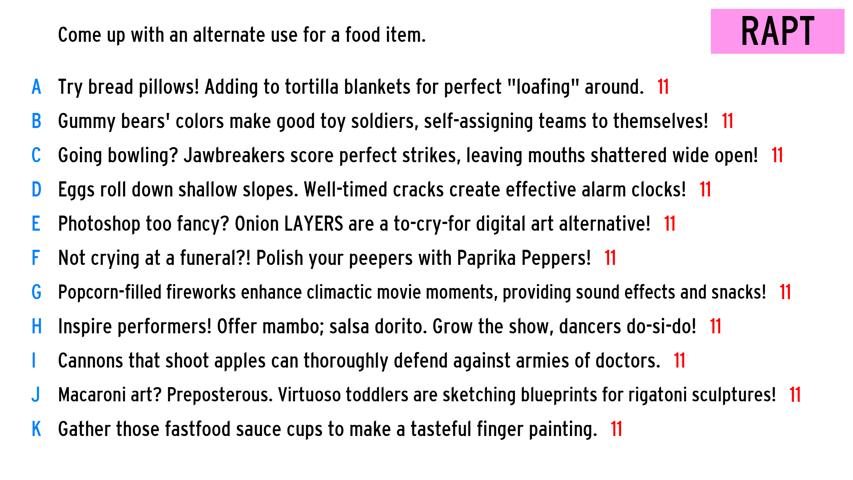 Come up with an alternate use for a food item.
RAPT
A Try bread pillows! Adding to tortilla blankets for perfect "loafing" around. 11
B Gummy bears' colors make good toy soldiers, self-assigning teams to themselves! 11
C Going bowling? Jawbreakers score perfect strikes, leaving mouths shattered wide open! 11
D Eggs roll down shallow slopes. Well-timed cracks create effective alarm clocks! 11
E Photoshop too fancy? Onion LAYERS are a to-cry-for digital art alternative! 11
F Not crying at a funeral?! Polish your peepers with Paprika Peppers! 11
G Popcorn-filled fireworks enhance climactic movie moments, providing sound effects and snacks! 11
H Inspire performers! Offer mambo; salsa dorito. Grow the show, dancers do-si-do! 11
I Cannons that shoot apples can thoroughly defend against armies of doctors. 11
J Macaroni art? Preposterous. Virtuoso toddlers are sketching blueprints for rigatoni sculptures! 11
K Gather those fastfood sauce cups to make a tasteful finger painting. 11